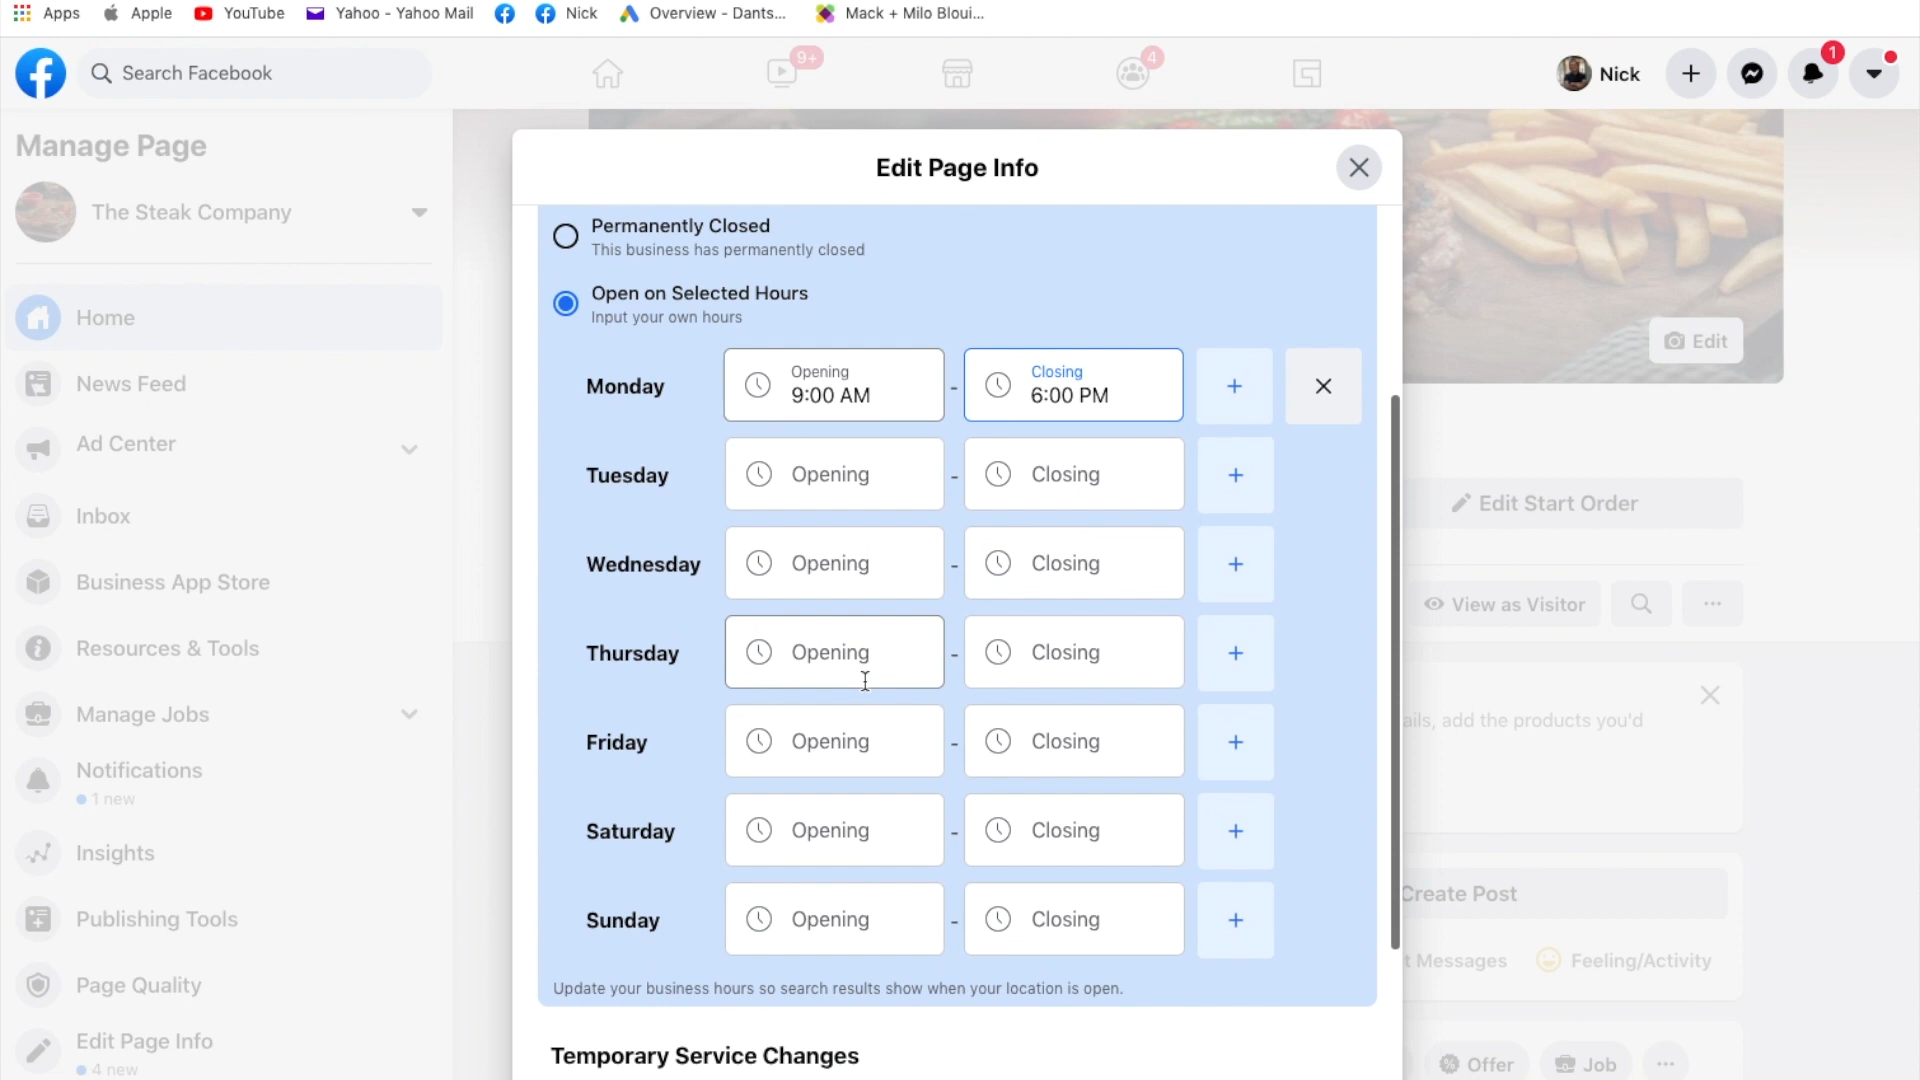 Apps Apple YouTube Yahoo - Yahoo Mail Nick Overview - Dants... Mack + Milo Bloui...
Search Facebook 9+ 4 Nick 1
Manage Page
The Steak Company
Home
News Feed
Ad Center
Inbox
Business App Store
Resources & Tools
Manage Jobs
Notifications
1 new
Insights
Publishing Tools
Page Quality
Edit Page Info
4 new
Edit Page Info
Permanently Closed
This business has permanently closed
Open on Selected Hours
Input your own hours
Monday Opening 9:00 AM - Closing 6:00 PM +
Tuesday Opening - Closing +
Wednesday Opening - Closing +
Thursday Opening - Closing +
Friday Opening - Closing +
Saturday Opening - Closing +
Sunday Opening - Closing +
Update your business hours so search results show when your location is open.
Temporary Service Changes
Edit
Edit Start Order
View as Visitor ...
ails, add the products you'd
Create Post
t Messages Feeling/Activity
Offer Job ...